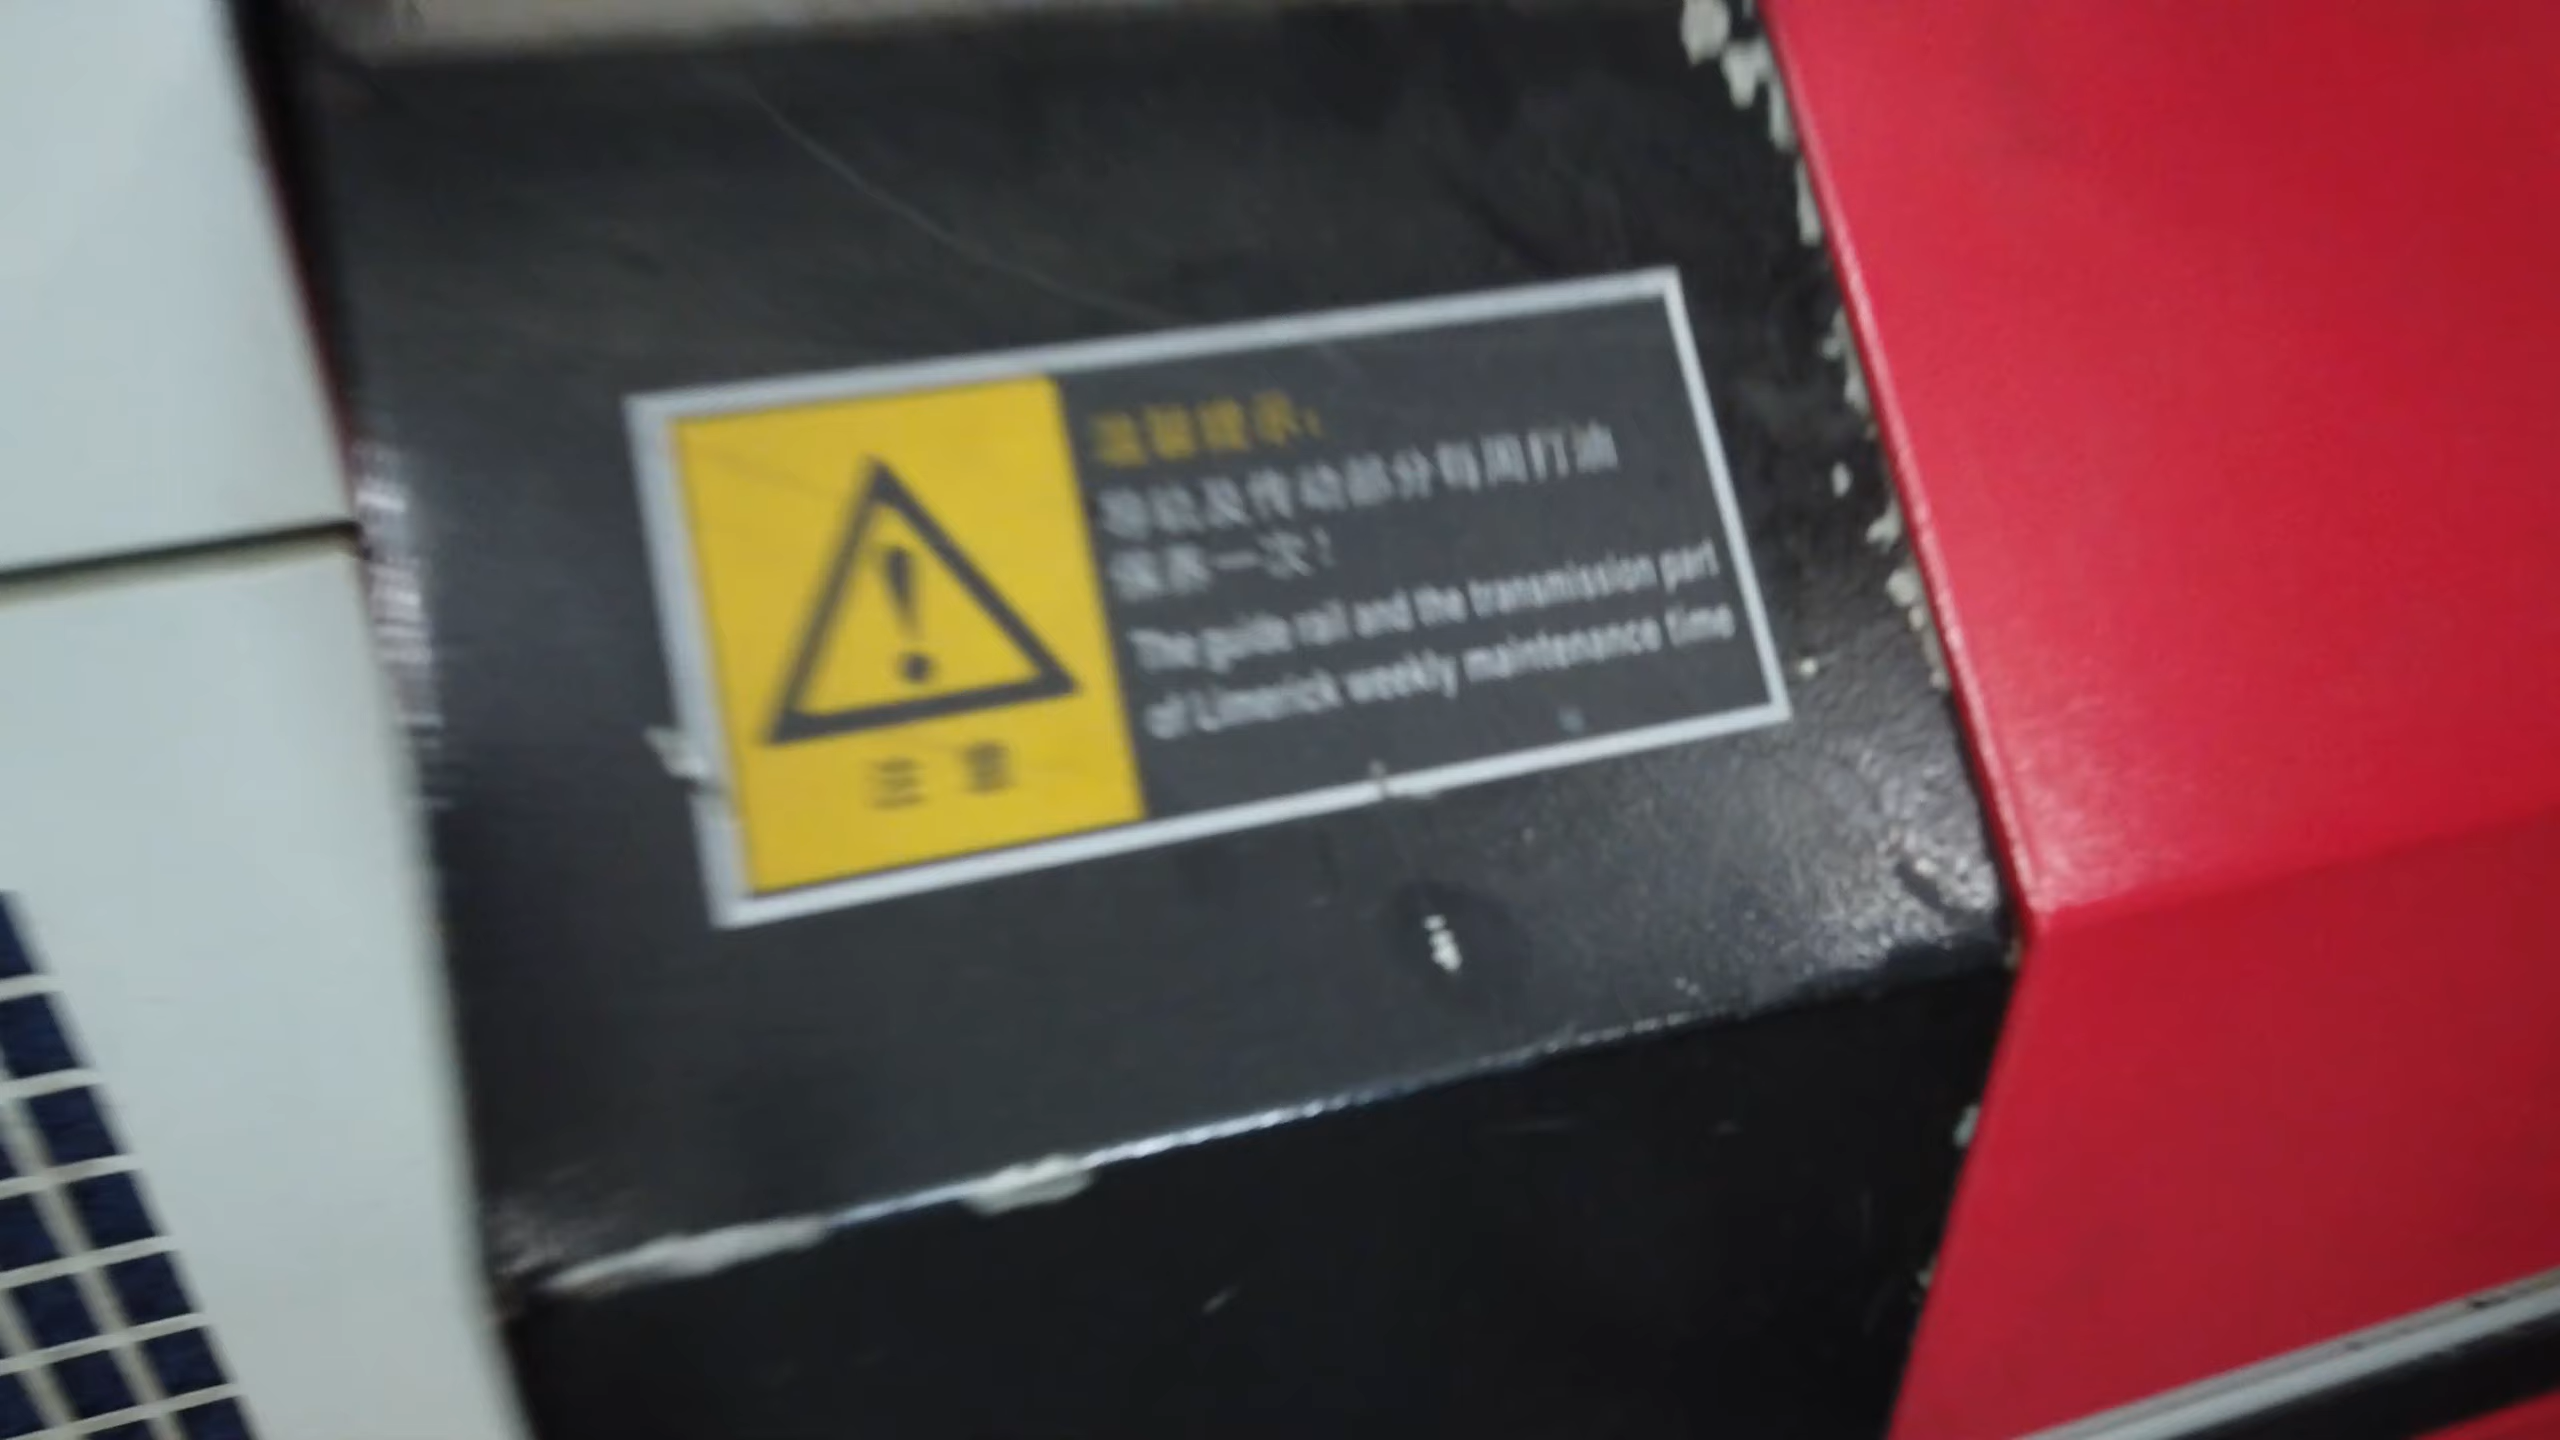 注意
温馨提示:
导轨及传动部分每周打油
保养一次!
The guide rail and the transmission part
of Limerick weekly maintenance time